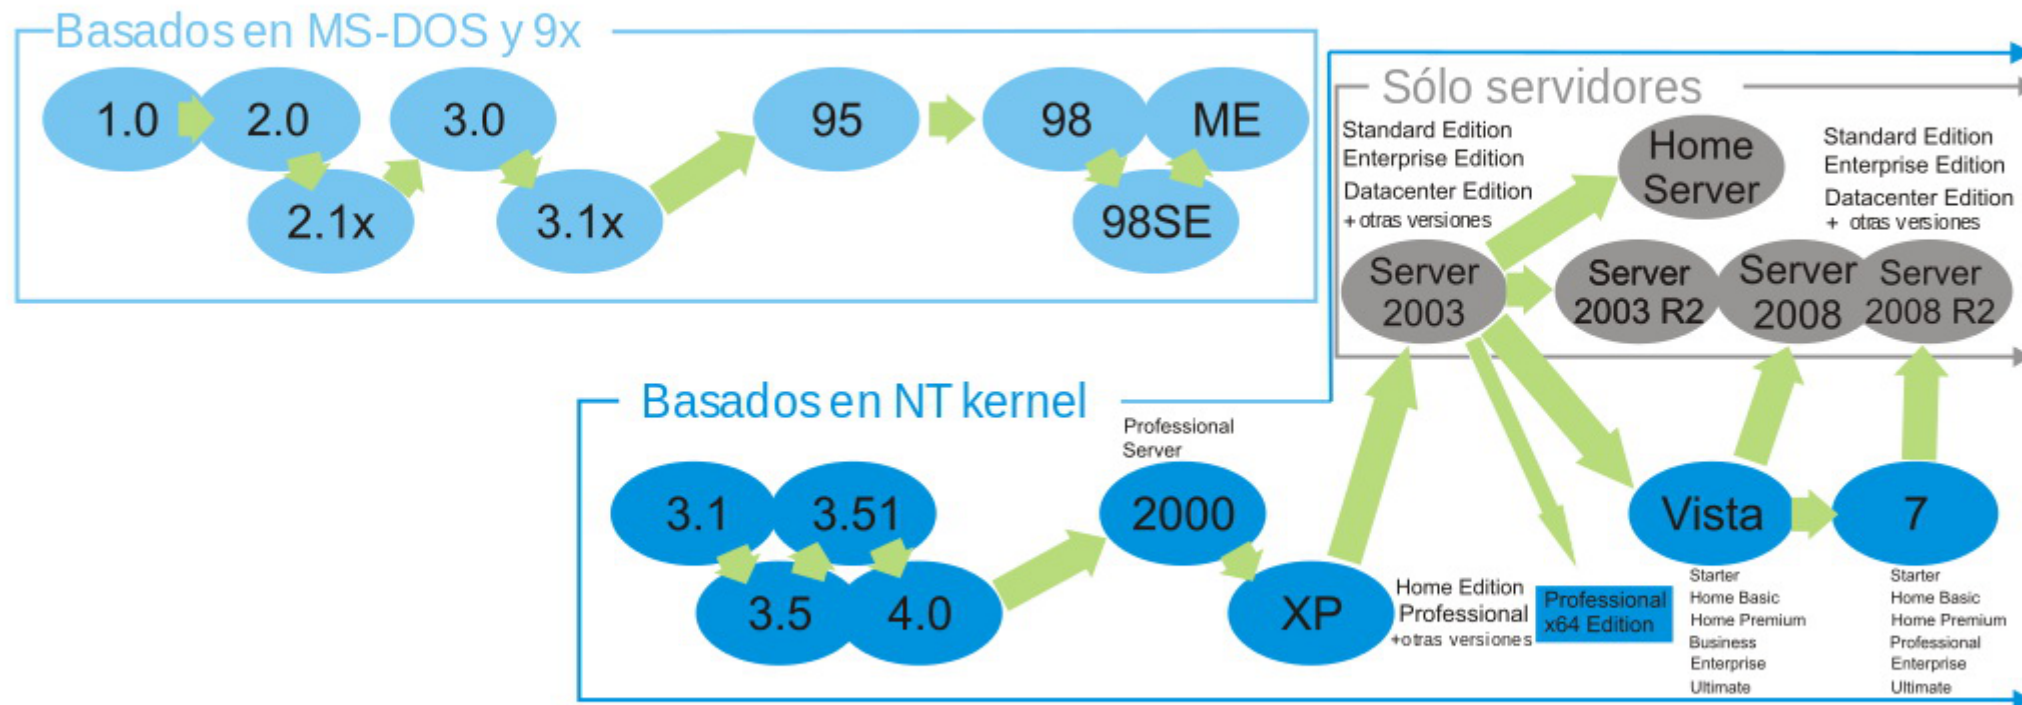 Basados en MS-DOS y 9x
1.0
2.0
3.0
95
98
ME
2.1x
3.1x
98SE
Sólo servidores
Standard Edition
Enterprise Edition
Datacenter Edition
+ otras versiones
Home
Server
Standard Edition
Enterprise Edition
Datacenter Edition
+ otras versiones
Server
2003
Server
2003 R2
Server
2008
Server
2008 R2
Basados en NT kernel
Professional
Server
3.1
3.51
2000
Vista
7
3.5
4.0
XP
Home Edition
Professional
+otras versiones
Professional
x64 Edition
Starter
Home Basic
Home Premium
Business
Enterprise
Ultimate
Starter
Home Basic
Home Premium
Professional
Enterprise
Ultimate